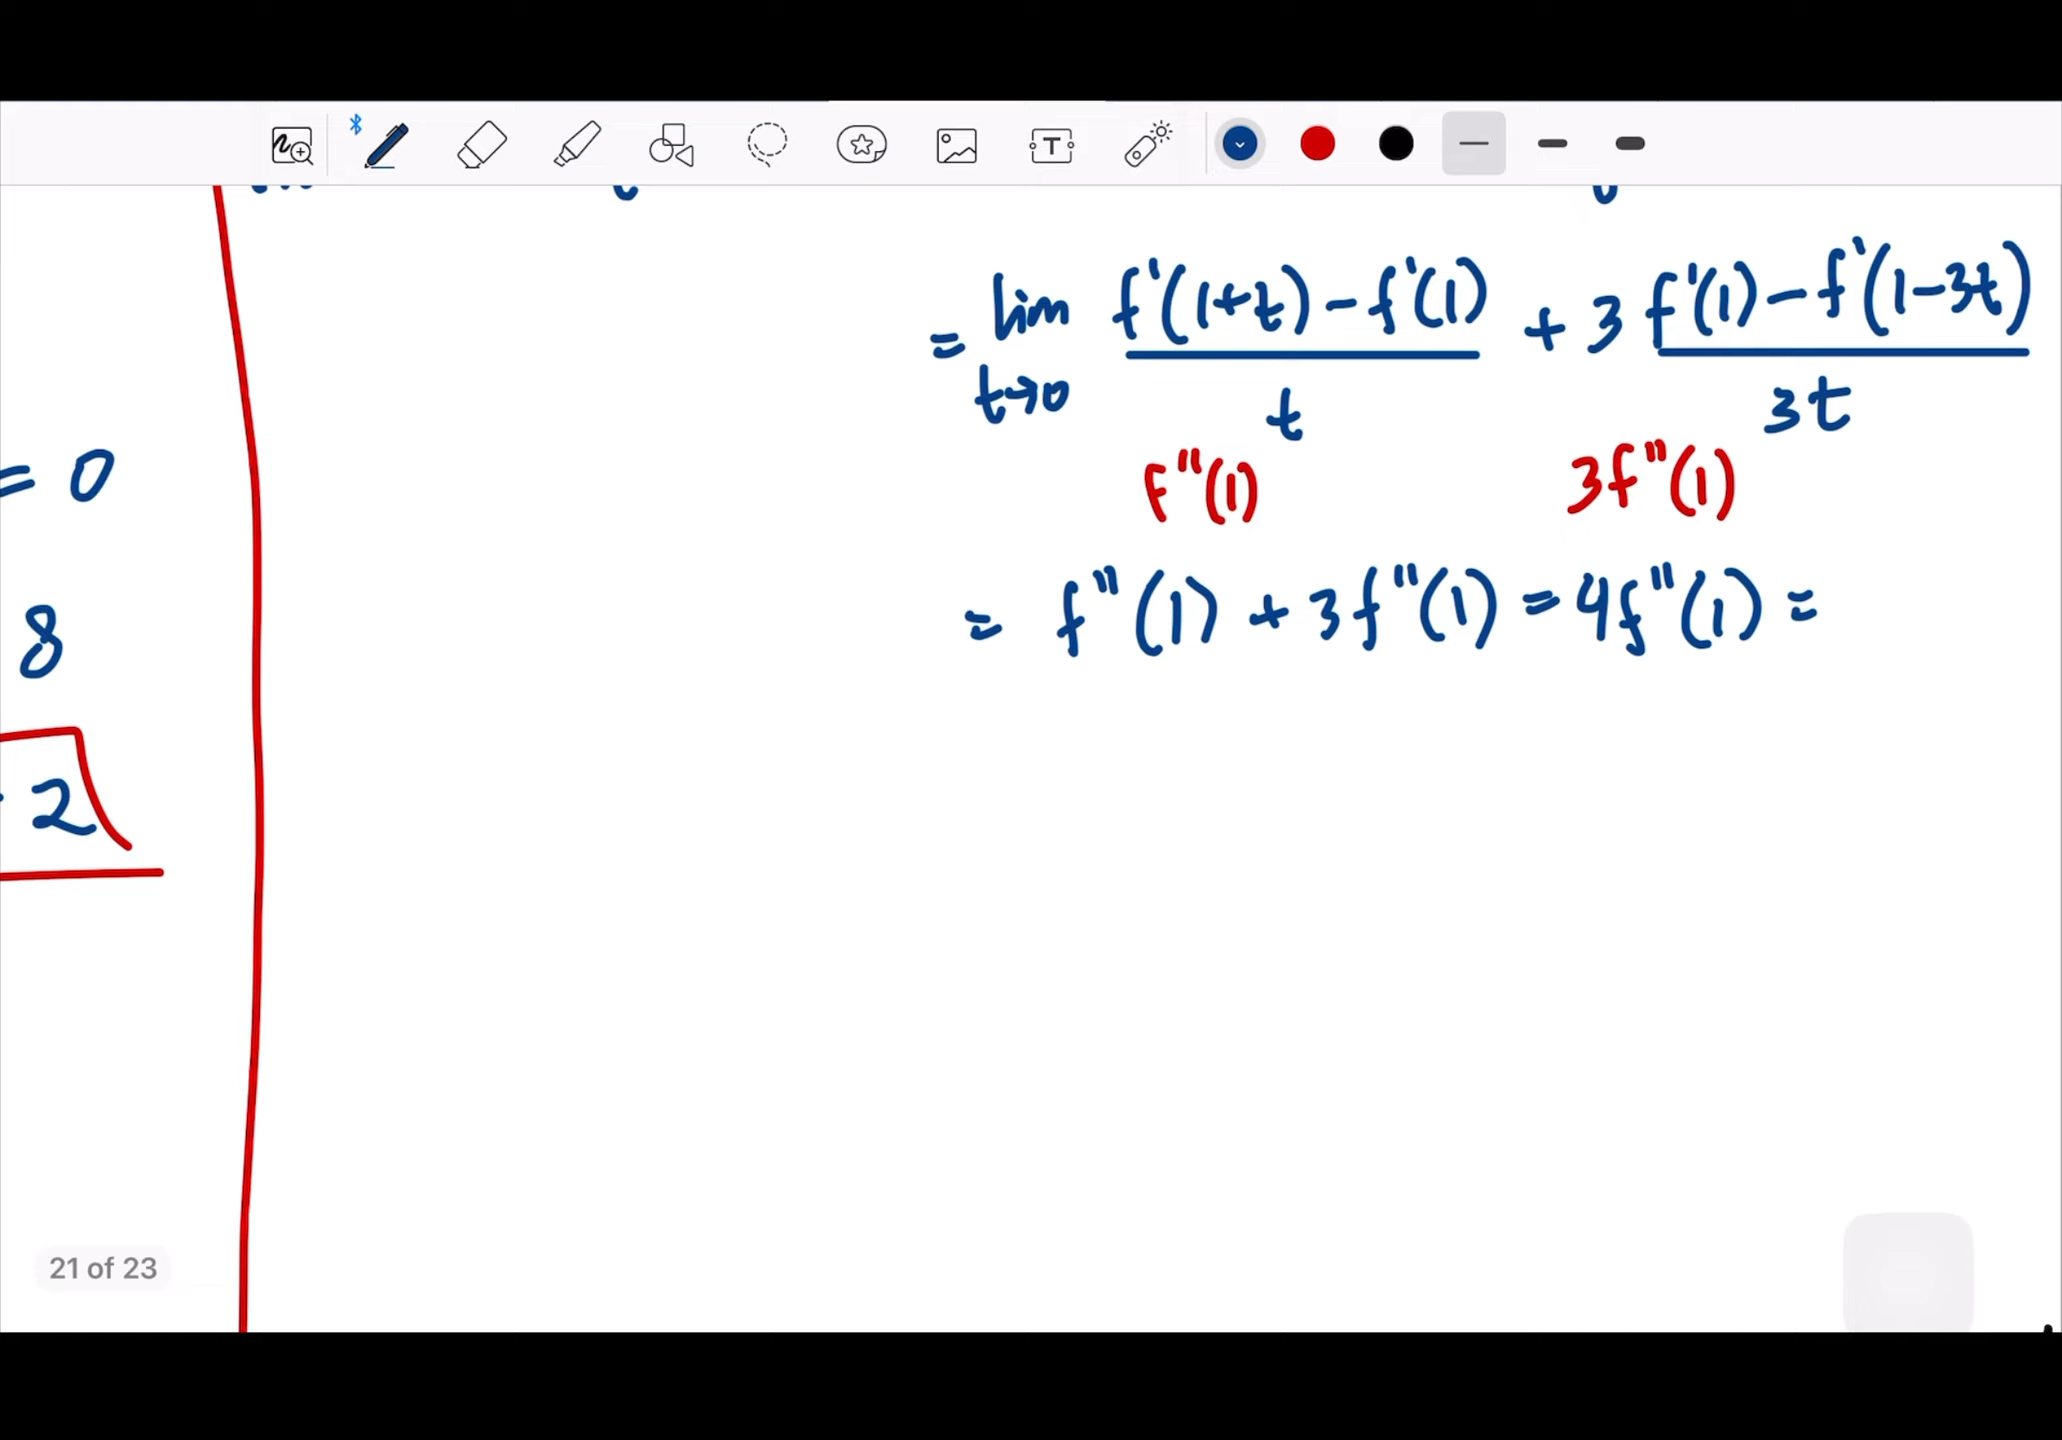 = lim f'(1+t) - f'(1) + 3 f'(1) - f'(1-3t)
t→0 t 3t
= 0
f"(1) 3f"(1)
= f"(1) + 3f"(1) = 4f"(1) =
8
2
21 of 23